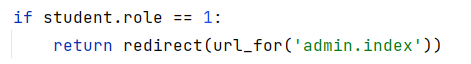 if student.role == 1:
    return redirect(url_for('admin.index'))